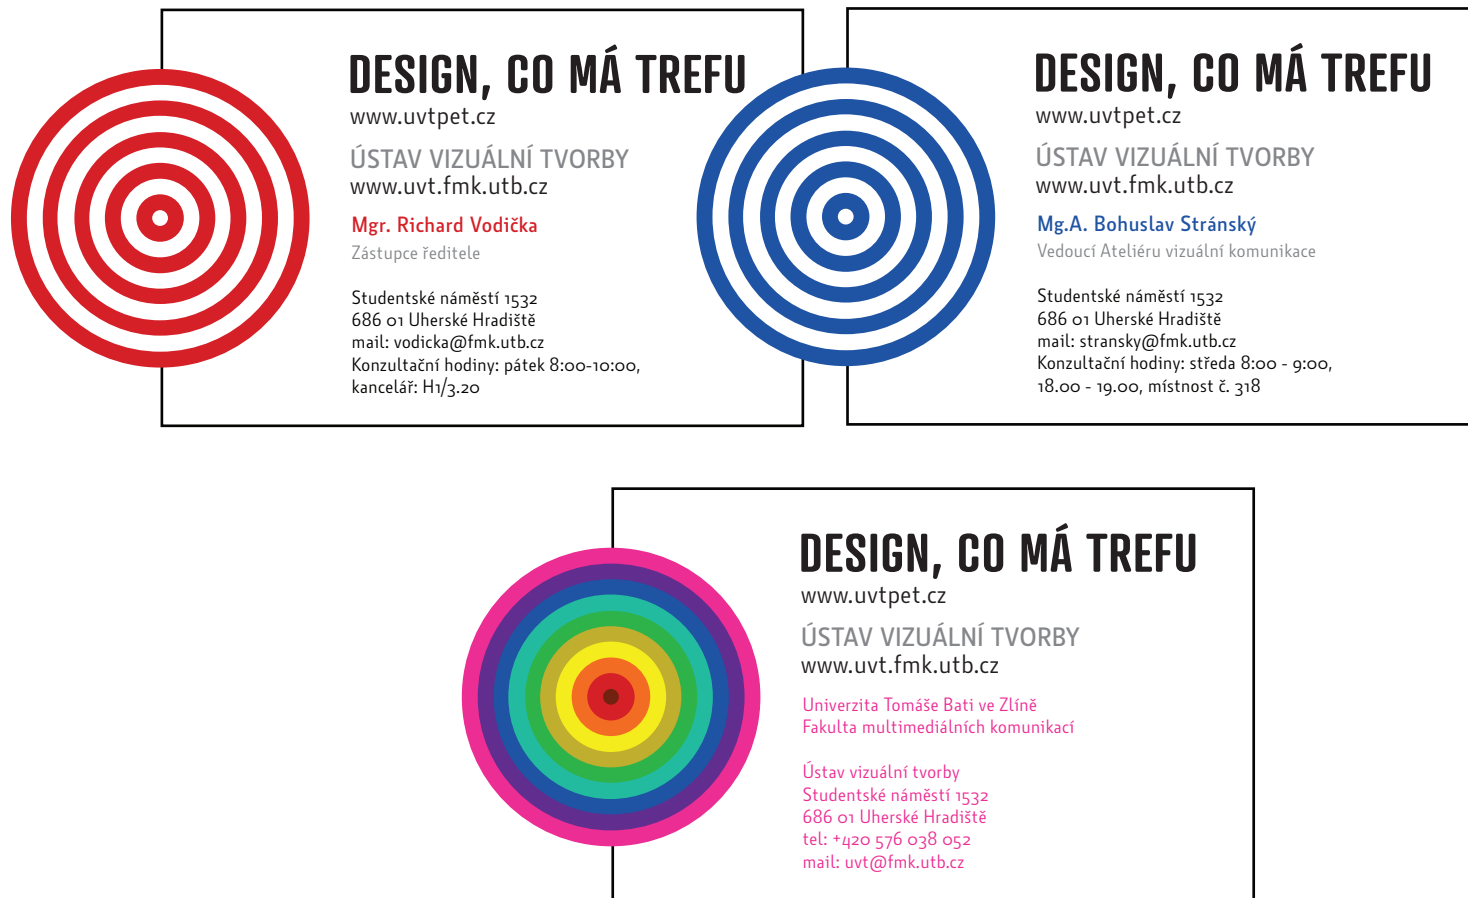 DESIGN, CO MÁ TREFU
www.uvtpet.cz
ÚSTAV VIZUÁLNÍ TVORBY
www.uvt.fmk.utb.cz
Mgr. Richard Vodička
Zástupce ředitele
Studentské náměstí 1532
686 01 Uherské Hradiště
mail: vodicka@fmk.utb.cz
Konzultační hodiny: pátek 8:00-10:00,
kancelář: H1/3.20
DESIGN, CO MÁ TREFU
www.uvtpet.cz
ÚSTAV VIZUÁLNÍ TVORBY
www.uvt.fmk.utb.cz
Mg.A. Bohuslav Stránský
Vedoucí Ateliéru vizuální komunikace
Studentské náměstí 1532
686 01 Uherské Hradiště
mail: stransky@fmk.utb.cz
Konzultační hodiny: středa 8:00 - 9:00,
18.00 - 19.00, místnost č. 318
DESIGN, CO MÁ TREFU
www.uvtpet.cz
ÚSTAV VIZUÁLNÍ TVORBY
www.uvt.fmk.utb.cz
Univerzita Tomáše Bati ve Zlíně
Fakulta multimediálních komunikací
Ústav vizuální tvorby
Studentské náměstí 1532
686 01 Uherské Hradiště
tel: +420 576 038 052
mail: uvt@fmk.utb.cz